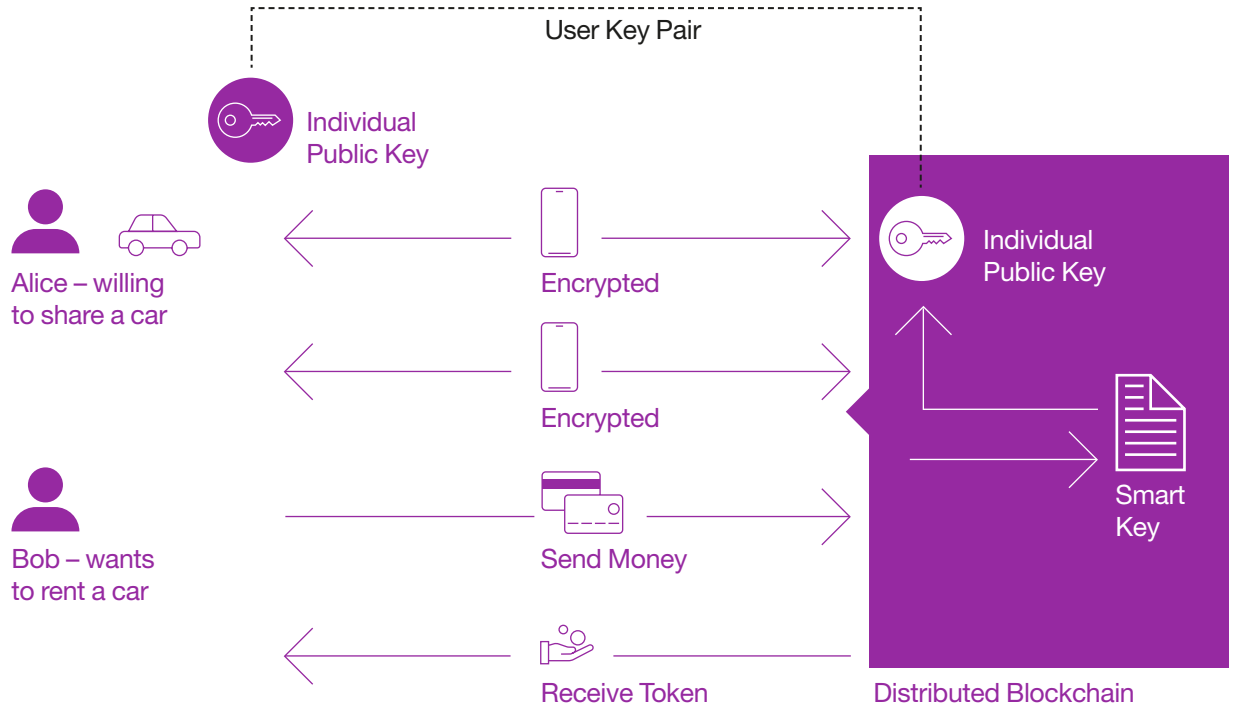 User Key Pair
Individual
Public Key
Alice – willing
to share a car
Encrypted
Individual
Public Key
Encrypted
Smart
Key
Bob – wants
to rent a car
Send Money
Receive Token
Distributed Blockchain